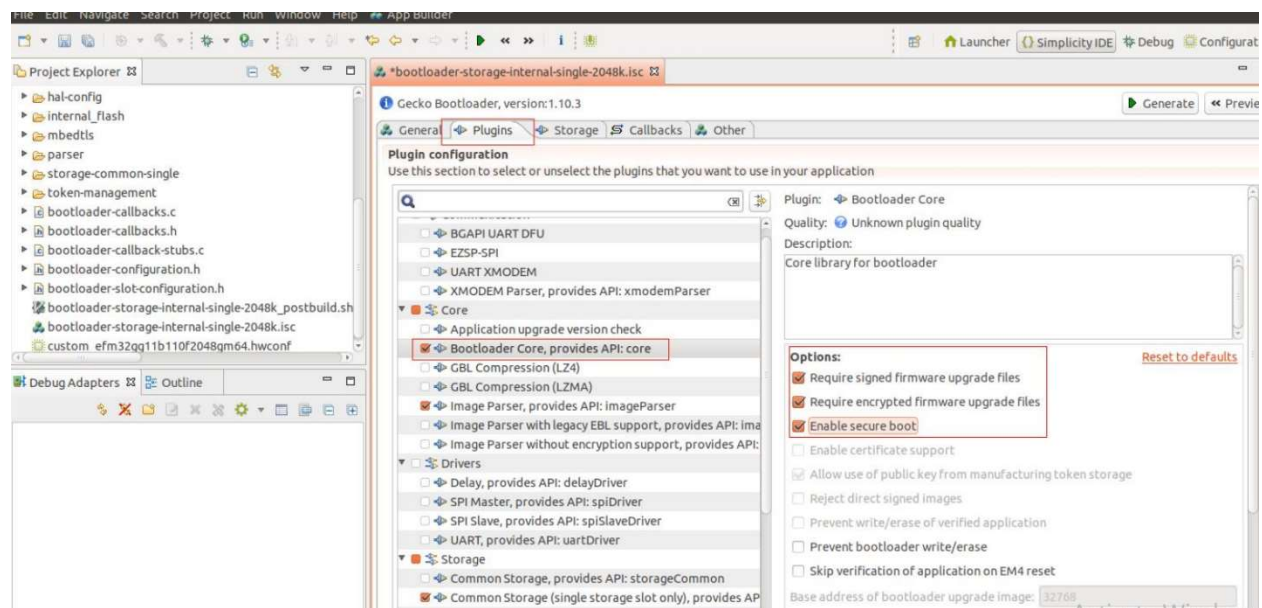 File Edit Navigate Search Project Run Window Help App Builder
Launcher Simplicity IDE Debug Configurat
Project Explorer
hal-config
internal_flash
mbedtls
parser
storage-common-single
token-management
bootloader-callbacks.c
bootloader-callbacks.h
bootloader-callback-stubs.c
bootloader-configuration.h
bootloader-slot-configuration.h
bootloader-storage-internal-single-2048k_postbuild.sh
bootloader-storage-internal-single-2048k.isc
custom_efm32gg11b110f2048gm64.hwconf
Debug Adapters Outline
*bootloader-storage-internal-single-2048k.isc
Gecko Bootloader, version:1.10.3
Generate Previe
General Plugins Storage Callbacks Other
Plugin configuration
Use this section to select or unselect the plugins that you want to use in your application
BGAPI UART DFU
EZSP-SPI
UART XMODEM
XMODEM Parser, provides API: xmodemParser
Core
Application upgrade version check
Bootloader Core, provides API: core
GBL Compression (LZ4)
GBL Compression (LZMA)
Image Parser, provides API: imageParser
Image Parser with legacy EBL support, provides API: ima
Image Parser without encryption support, provides API:
Drivers
Delay, provides API: delayDriver
SPI Master, provides API: spiDriver
SPI Slave, provides API: spiSlaveDriver
UART, provides API: uartDriver
Storage
Common Storage, provides API: storageCommon
Common Storage (single storage slot only), provides AP
Plugin: Bootloader Core
Quality: Unknown plugin quality
Description:
Core library for bootloader
Options: Reset to defaults
Require signed firmware upgrade files
Require encrypted firmware upgrade files
Enable secure boot
Enable certificate support
Allow use of public key from manufacturing token storage
Reject direct signed images
Prevent write/erase of verified application
Prevent bootloader write/erase
Skip verification of application on EM4 reset
Base address of bootloader upgrade image: 32768